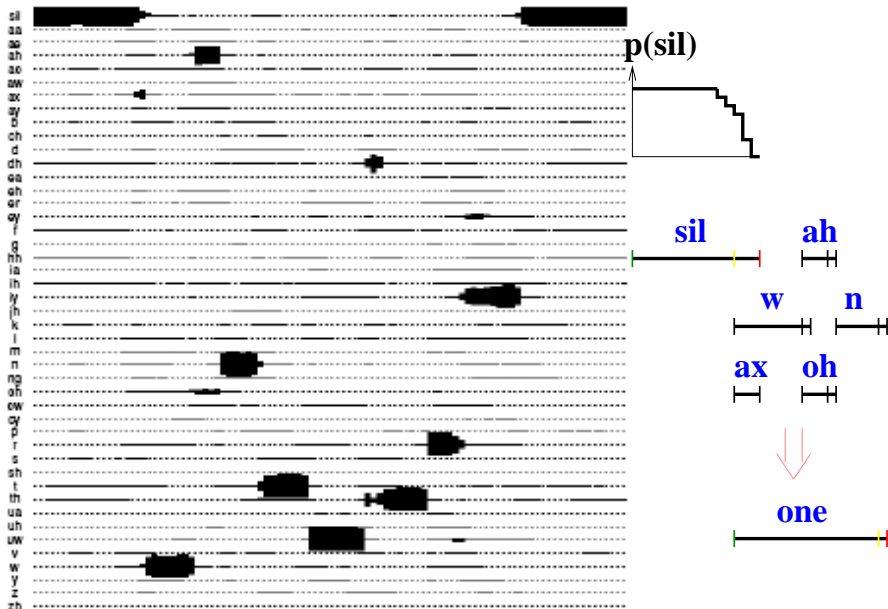 sil
aa
ae
ah
ao
aw
ax
ay
b
ch
d
dh
ea
eh
er
ey
f
g
hh
ia
ih
iy
jh
k
l
m
n
ng
oh
ow
oy
p
r
s
sh
t
th
ua
uh
uw
v
w
y
z
zh
p(sil)
sil ah
w n
ax oh
one